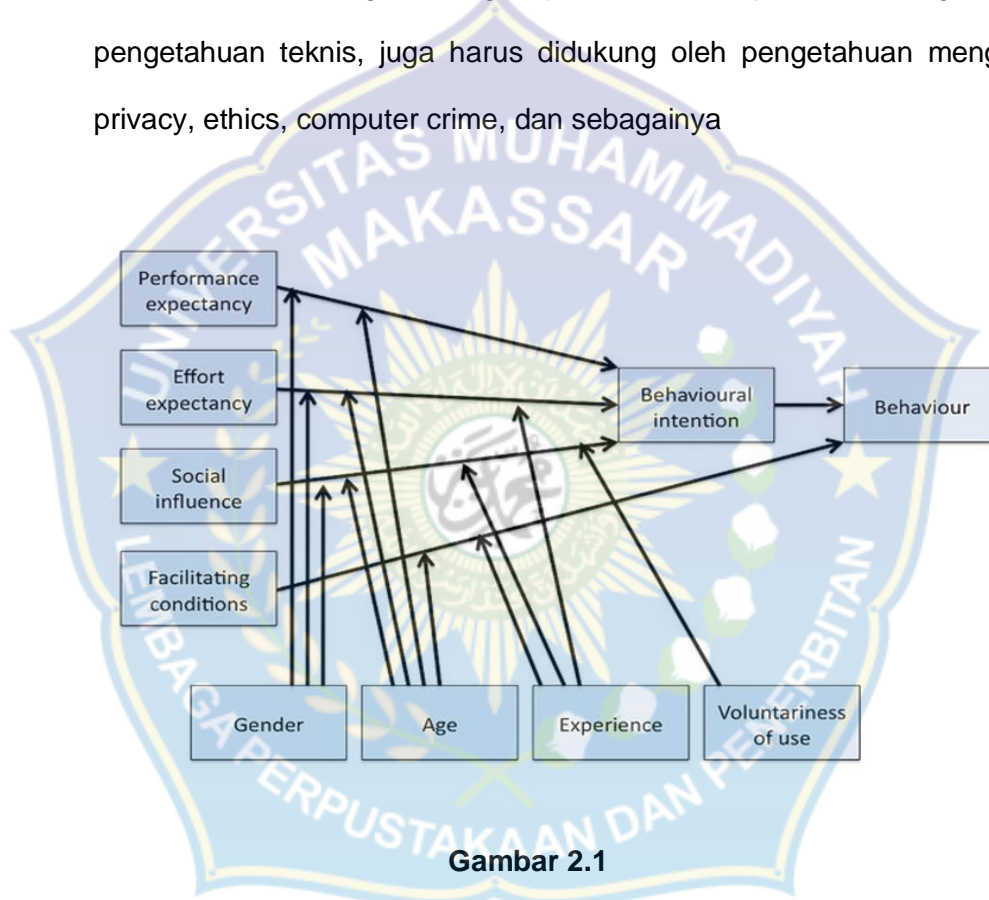 pengetahuan teknis, juga harus didukung oleh pengetahuan
privacy, ethics, computer crime, dan sebagainya
UNIVERSITAS MUHAMMADIYAH
MAKASSAR
Performance
expectancy
Effort
expectancy
Behavioural
intention
Behaviour
Social
influence
Facilitating
conditions
Gender
Age
Experience
Voluntariness
of use
LEMBAGA PERPUSTAKAAN DAN PENERBITAN
Gambar 2.1